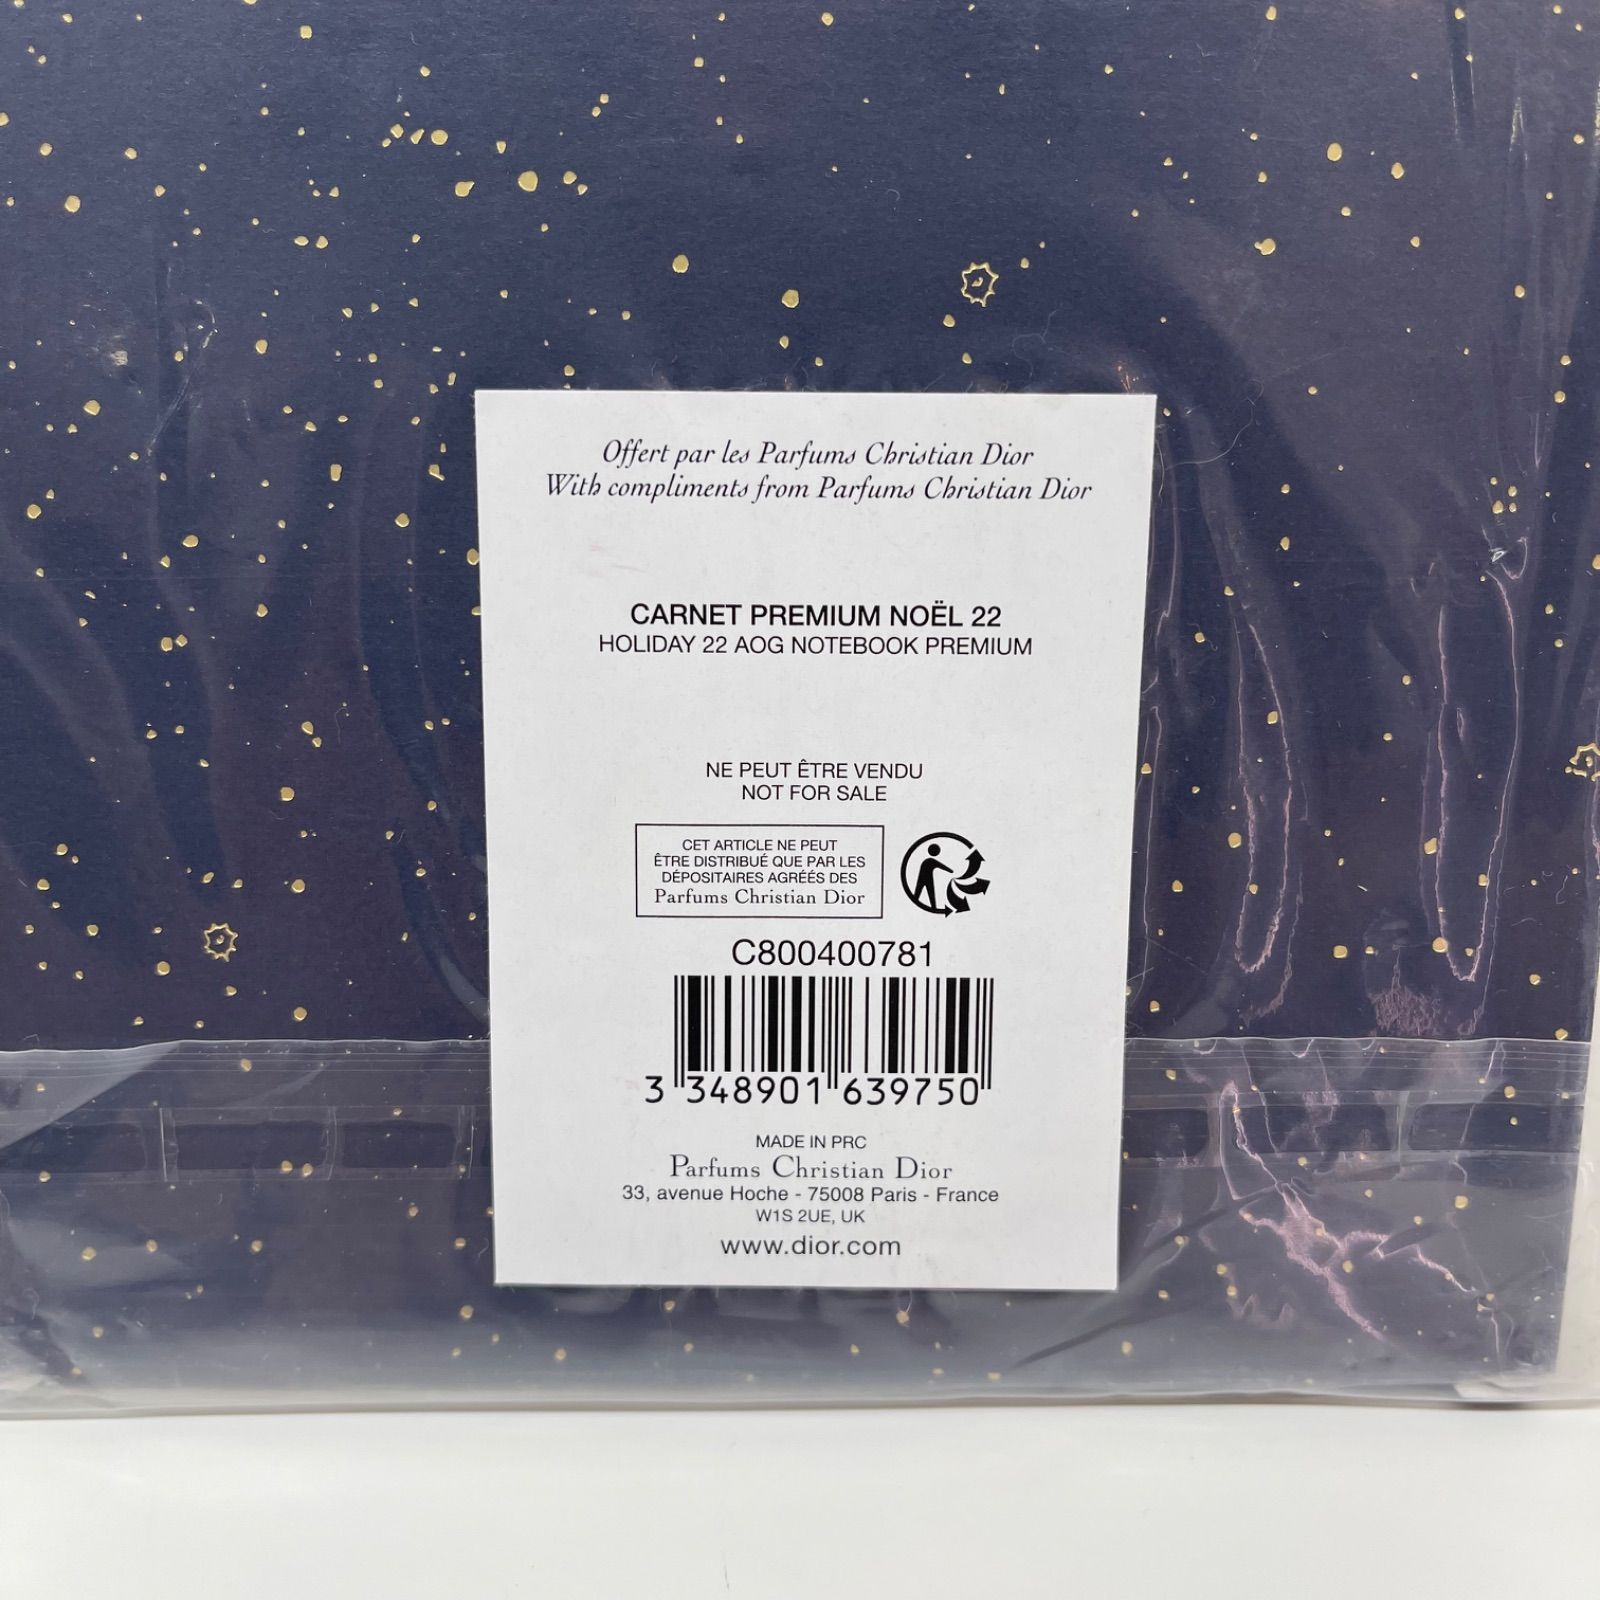 Offert par les Parfums Christian Dior
With compliments from Parfums Christian Dior
CARNET PREMIUM NOËL 22
HOLIDAY 22 AOG NOTEBOOK PREMIUM
NE PEUT ÊTRE VENDU
NOT FOR SALE
CET ARTICLE NE PEUT
ÊTRE DISTRIBUÉ QUE PAR LES
DÉPOSITAIRES AGRÉÉS DES
Parfums Christian Dior
C800400781
3 348901 639750
MADE IN PRC
Parfums Christian Dior
33, avenue Hoche - 75008 Paris - France
W1S 2UE, UK
www.dior.com